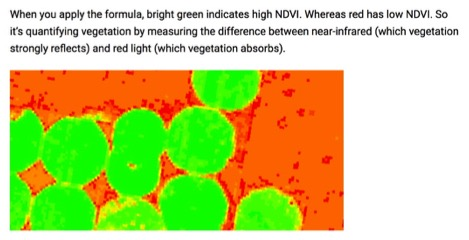 When you apply the formula, bright green indicates high NDVI. Whereas red has low NDVI. So
it's quantifying vegetation by measuring the difference between near-infrared (which vegetation
strongly reflects) and red light (which vegetation absorbs).